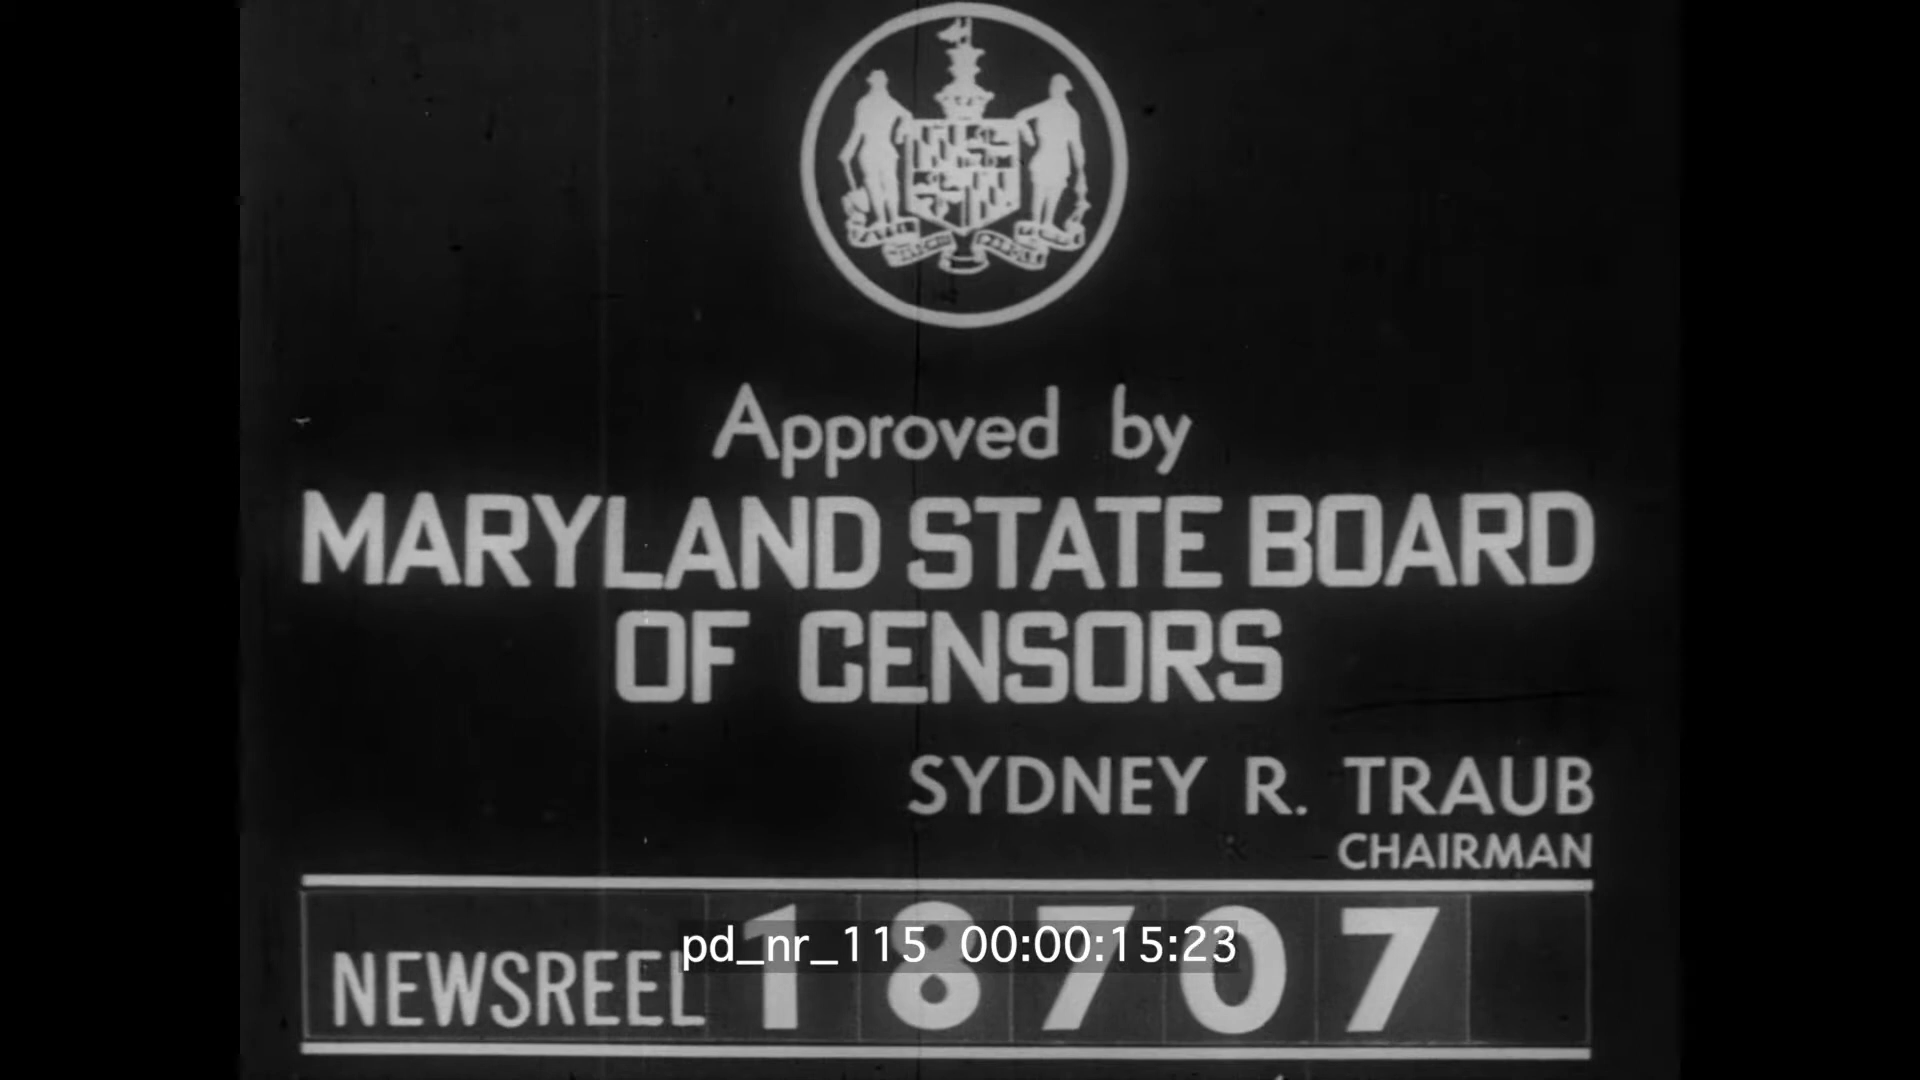 Approved by
MARYLAND STATE BOARD
OF CENSORS
SYDNEY R. TRAUB
CHAIRMAN
NEWSREEL 18707
pd_nr_115 00:00:15:23